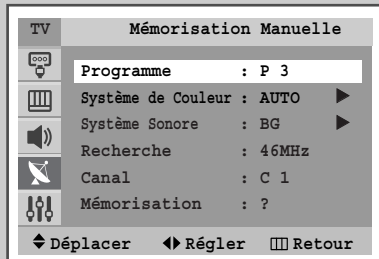 TV Mémorisation Manuelle
Programme : P 3
Système de Couleur : AUTO ▶
Système Sonore : BG ▶
Recherche : 46MHz
Canal : C 1
Mémorisation : ?
Déplacer Régler Retour